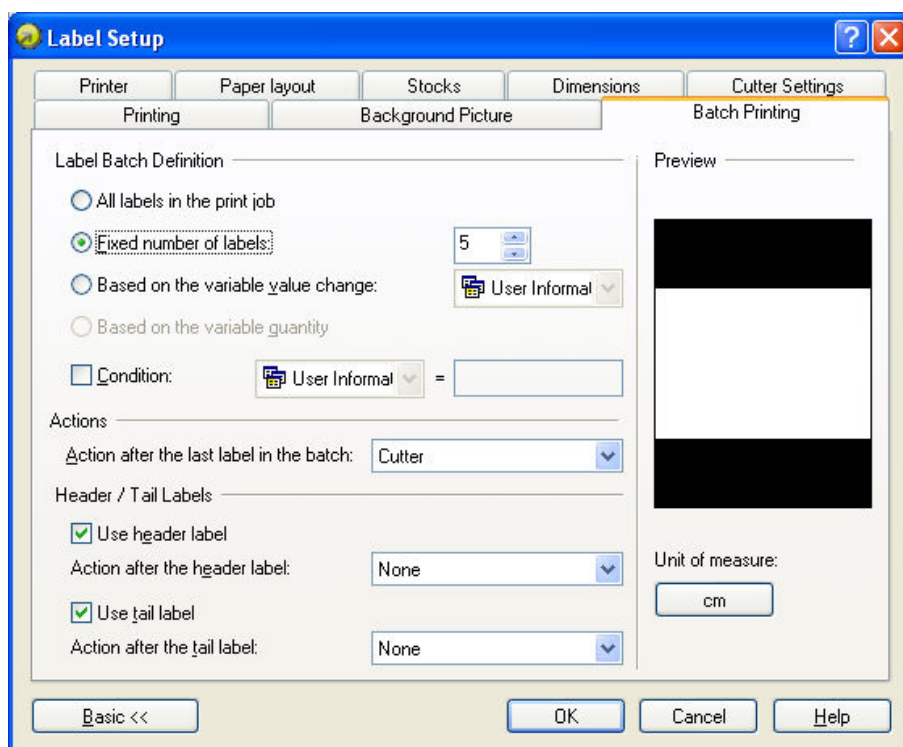 Label Setup
Printer Paper layout Stocks Dimensions Cutter Settings
Printing Background Picture Batch Printing
Label Batch Definition Preview
All labels in the print job
Fixed number of labels: 5
Based on the variable value change: User Informal
Based on the variable quantity
Condition: User Informal =
Actions
Action after the last label in the batch: Cutter
Header / Tail Labels
Use header label
Action after the header label: None
Unit of measure:
cm
Use tail label
Action after the tail label: None
Basic << OK Cancel Help